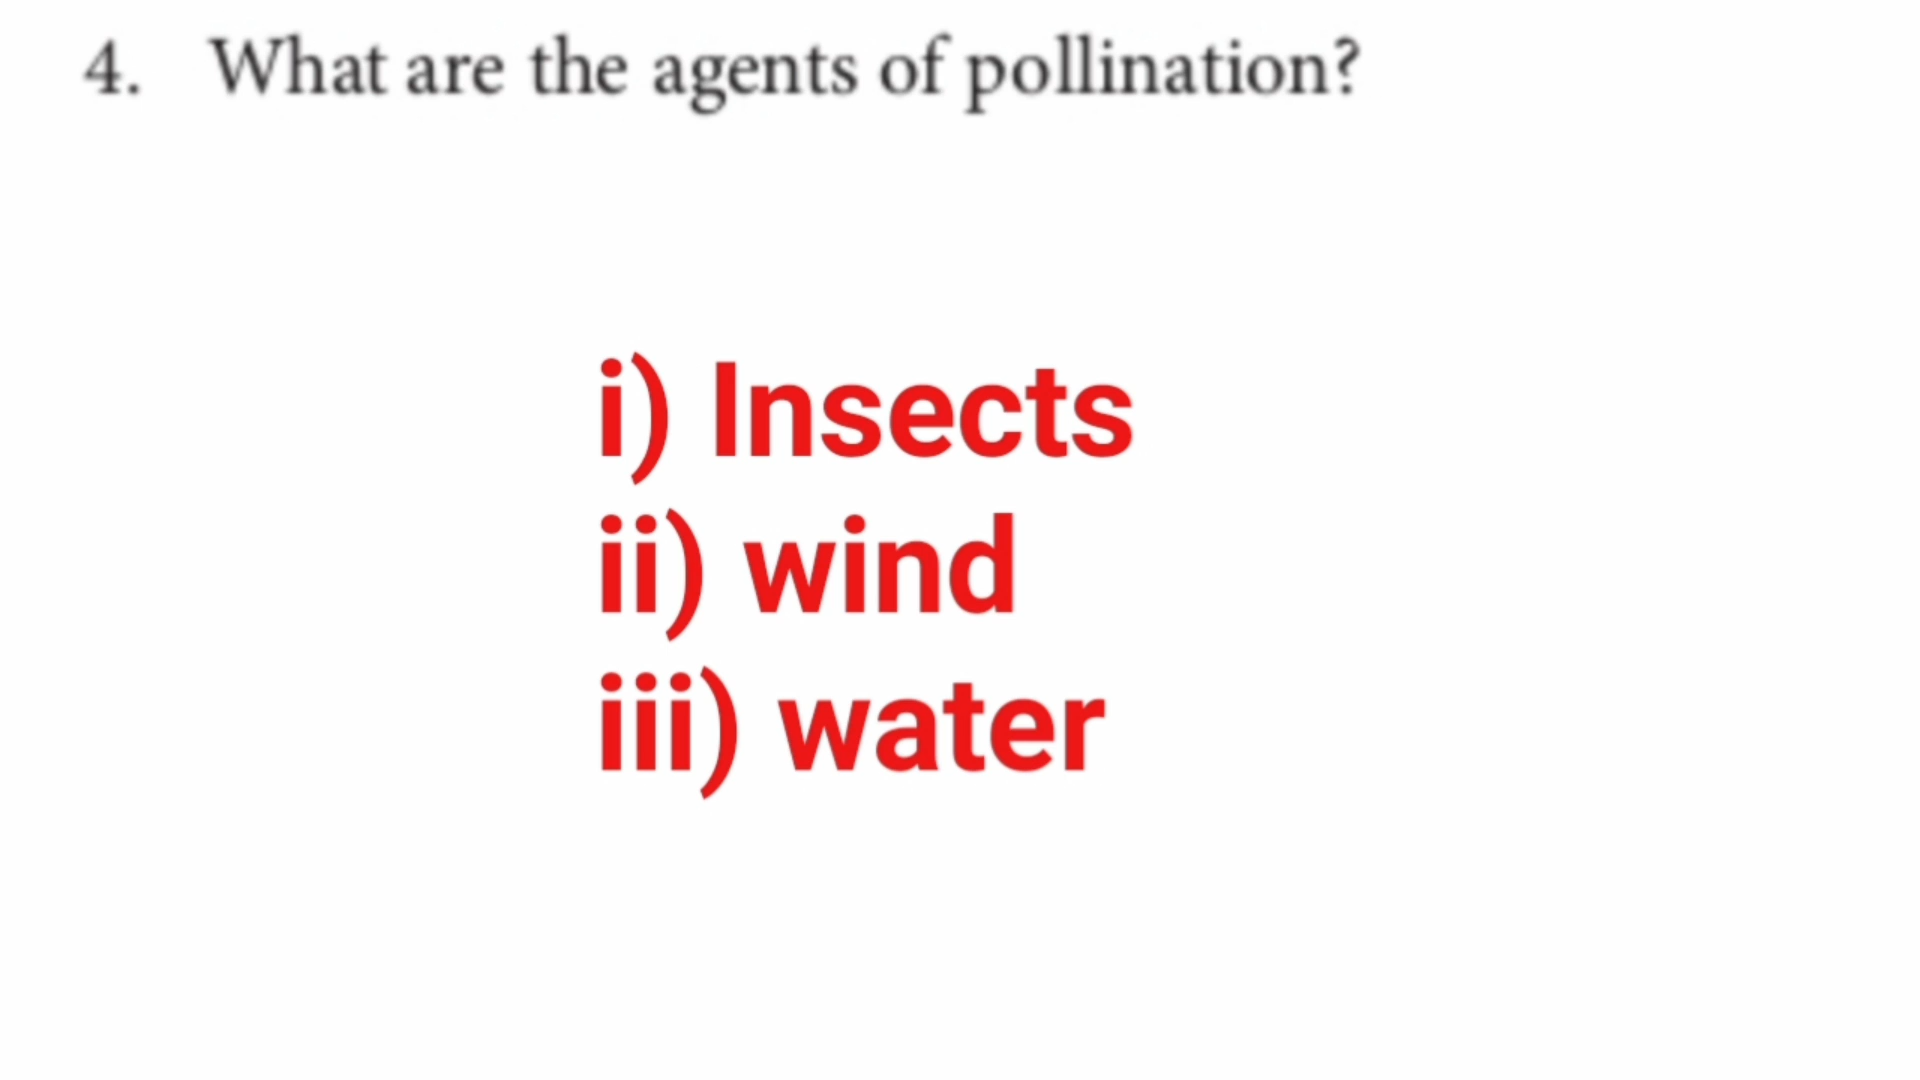 4. What are the agents of pollination?
i) Insects
ii) wind
iii) water